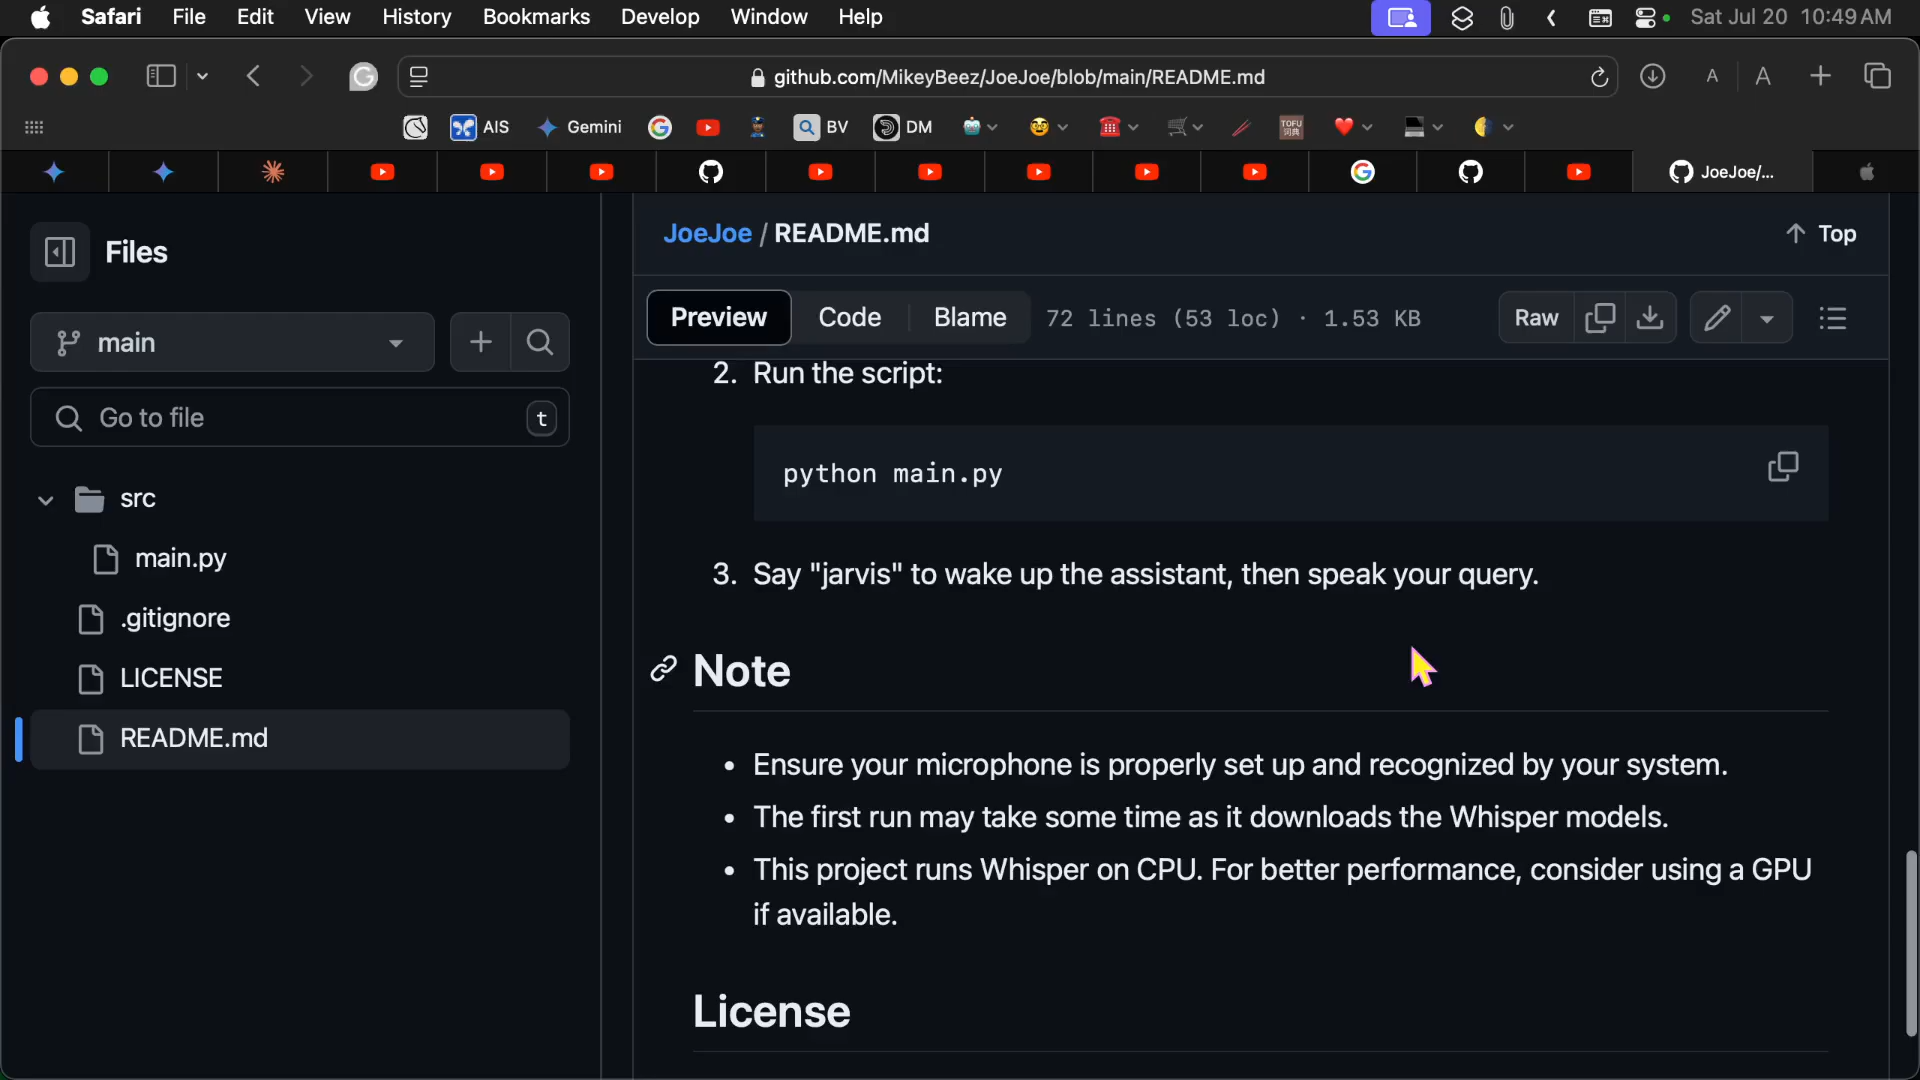 Safari File Edit View History Bookmarks Develop Window Help Sat Jul 20 10:49 AM
github.com/MikeyBeez/JoeJoe/blob/main/README.md A A
AIS Gemini BV DM TOFU 詞典
JoeJoe/...
Files
main
Go to file t
src
main.py
.gitignore
LICENSE
README.md
JoeJoe / README.md Top
Preview Code Blame 72 lines (53 loc) · 1.53 KB Raw
2. Run the script:
python main.py
3. Say "jarvis" to wake up the assistant, then speak your query.
Note
• Ensure your microphone is properly set up and recognized by your system.
• The first run may take some time as it downloads the Whisper models.
• This project runs Whisper on CPU. For better performance, consider using a GPU
if available.
License